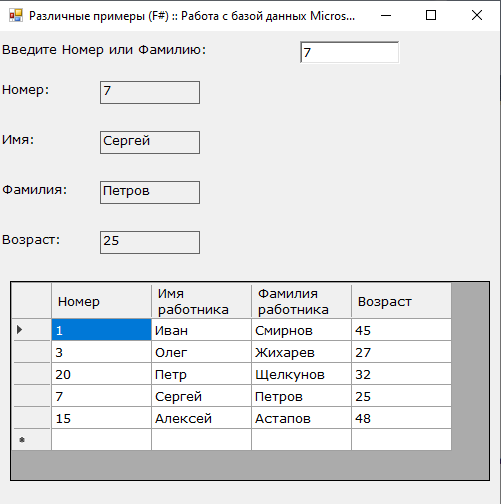 Различные примеры (F#) :: Работа с базой данных Micros...
Введите Номер или Фамилию: 7
Номер: 7
Имя: Сергей
Фамилия: Петров
Возраст: 25
Номер Имя работника Фамилия работника Возраст
1 Иван Смирнов 45
3 Олег Жихарев 27
20 Петр Щелкунов 32
7 Сергей Петров 25
15 Алексей Астапов 48
*